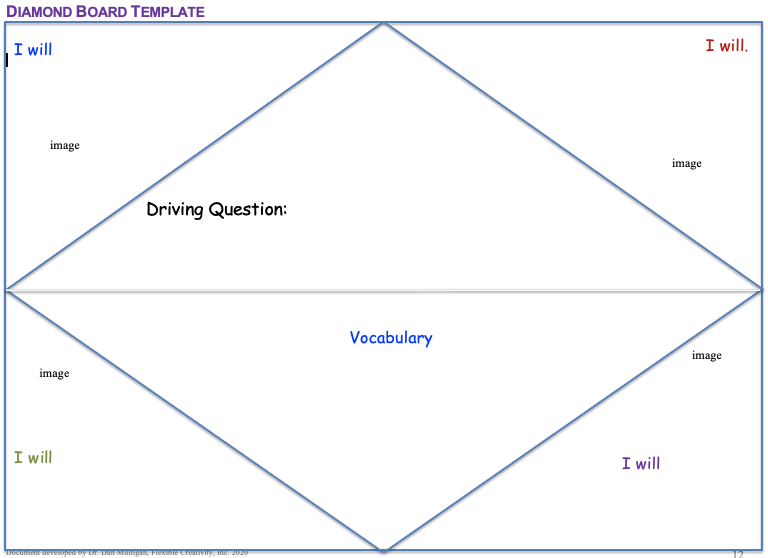 DIAMOND BOARD TEMPLATE
I will
I will.
image
image
Driving Question:
Vocabulary
image
image
I will
I will
Document developed by Dr. Dan Mulligan, Flexible Creativity, Inc. 2020
12